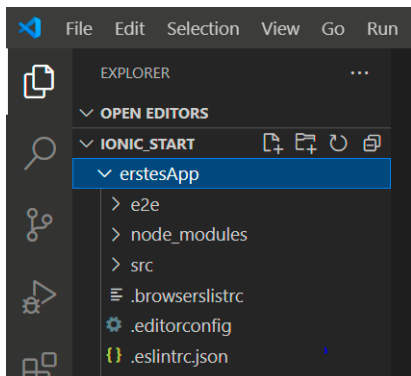 File Edit Selection View Go Run
EXPLORER ...
OPEN EDITORS
IONIC_START
erstesApp
e2e
node_modules
src
.browserslistrc
.editorconfig
.eslintrc.json